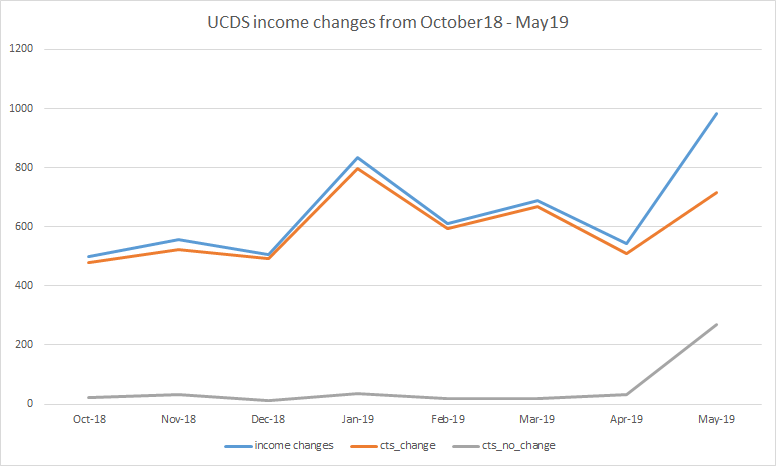 UCDS income changes from October18 - May19
1200
1000
800
600
400
200
0
Oct-18 Nov-18 Dec-18 Jan-19 Feb-19 Mar-19 Apr-19 May-19
income changes cts_change cts_no_change